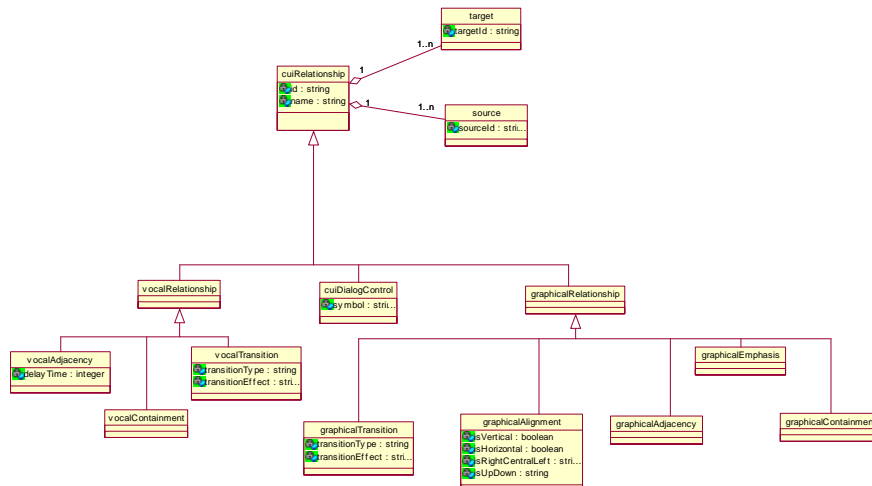 target
targetId : string
1..n
1
cuiRelationship
id : string
name : string
1
1..n
source
sourceId : stri...
vocalRelationship
cuiDialogControl
symbol : stri...
graphicalRelationship
vocalAdjacency
delayTime : integer
vocalTransition
transitionType : string
transitionEffect : stri...
graphicalEmphasis
vocalContainment
graphicalTransition
transitionType : string
transitionEffect : stri...
graphicalAlignment
isVertical : boolean
isHorizontal : boolean
isRightCentralLeft : stri...
isUpDown : string
graphicalAdjacency
graphicalContainment